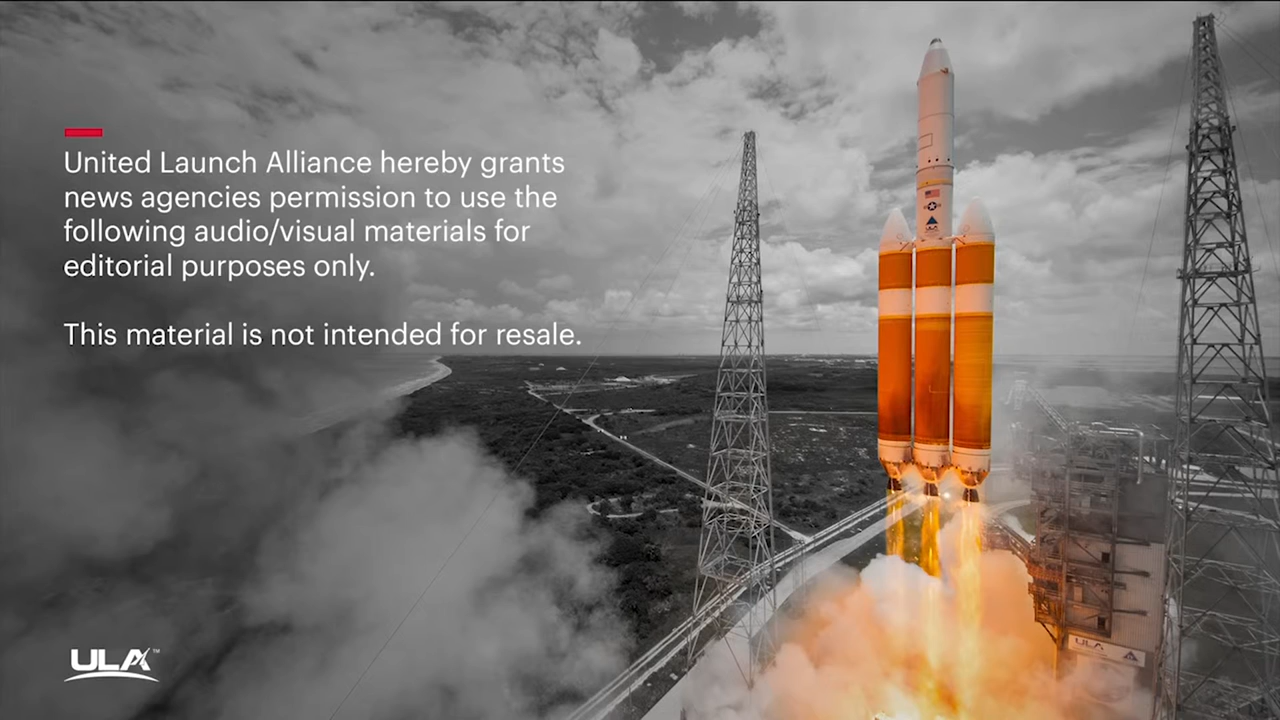 United Launch Alliance hereby grants
news agencies permission to use the
following audio/visual materials for
editorial purposes only.
This material is not intended for resale.
ULA™
ULA